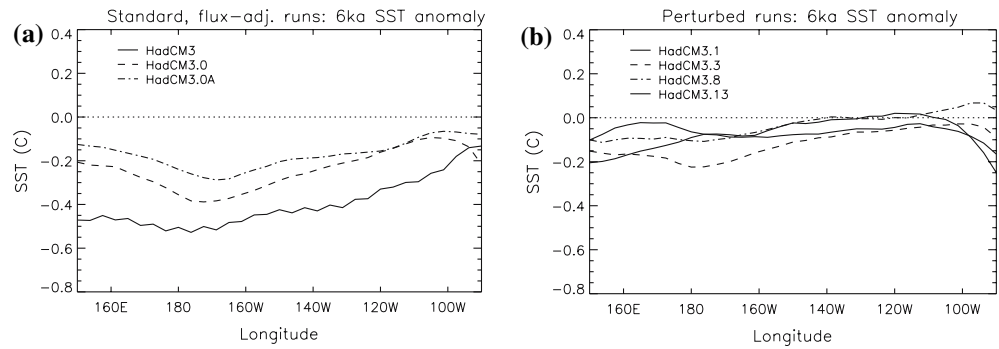 (a)
Standard, flux-adj. runs: 6ka SST anomaly
HadCM3
HadCM3.0
HadCM3.0A
0.4
0.2
0.0
-0.2
-0.4
-0.6
-0.8
SST (C)
160E 180 160W 140W 120W 100W
Longitude
(b)
Perturbed runs: 6ka SST anomaly
HadCM3.1
HadCM3.3
HadCM3.8
HadCM3.13
0.4
0.2
0.0
-0.2
-0.4
-0.6
-0.8
SST (C)
160E 180 160W 140W 120W 100W
Longitude